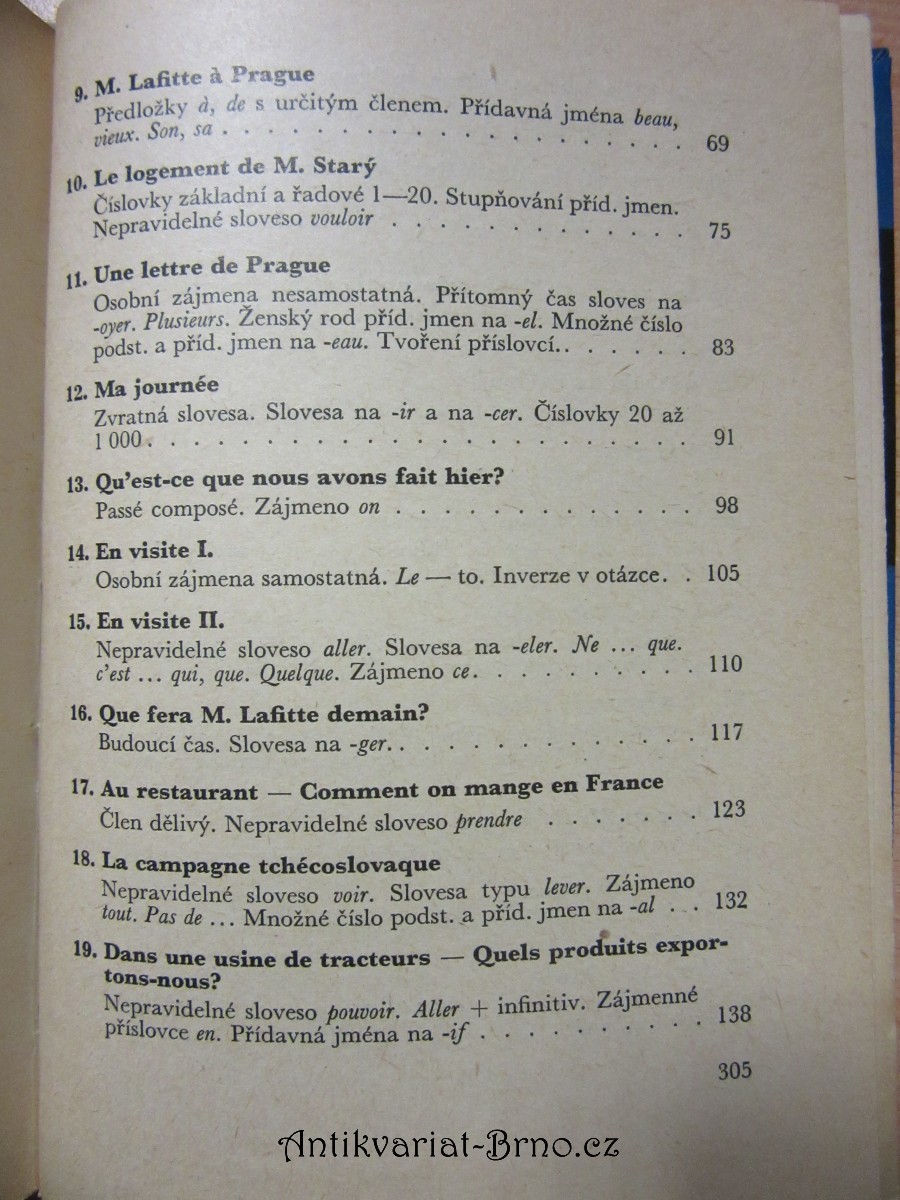 9. M. Lafitte à Prague
Předložky à, de s určitým členem. Přídavná jména beau,
vieux. Son, sa . . . . . . . . . . . . . . . . . 69
10. Le logement de M. Starý
Číslovky základní a řadové 1—20. Stupňování příd. jmen.
Nepravidelné sloveso vouloir . . . . . . . . . . . . . 75
11. Une lettre de Prague
Osobní zájmena nesamostatná. Přítomný čas sloves na
-oyer. Plusieurs. Ženský rod příd. jmen na -el. Množné číslo
podst. a příd. jmen na -eau. Tvoření příslovcí. . . . . . . 83
12. Ma journée
Zvratná slovesa. Slovesa na -ir a na -cer. Číslovky 20 až
1 000 . . . . . . . . . . . . . . . . . . . . 91
13. Qu'est-ce que nous avons fait hier?
Passé composé. Zájmeno on . . . . . . . . . . . . . 98
14. En visite I.
Osobní zájmena samostatná. Le — to. Inverze v otázce. . 105
15. En visite II.
Nepravidelné sloveso aller. Slovesa na -eler. Ne ... que.
c'est ... qui, que. Quelque. Zájmeno ce. . . . . . . . . . 110
16. Que fera M. Lafitte demain?
Budoucí čas. Slovesa na -ger. . . . . . . . . . . . . . 117
17. Au restaurant — Comment on mange en France
Člen dělivý. Nepravidelné sloveso prendre . . . . . . . 123
18. La campagne tchécoslovaque
Nepravidelné sloveso voir. Slovesa typu lever. Zájmeno
tout. Pas de ... Množné číslo podst. a příd. jmen na -al . . . 132
19. Dans une usine de tracteurs — Quels produits expor-
tons-nous?
Nepravidelné sloveso pouvoir. Aller + infinitiv. Zájmenné
příslovce en. Přídavná jména na -if . . . . . . . . . . 138
305
Antikvariat-Brno.cz